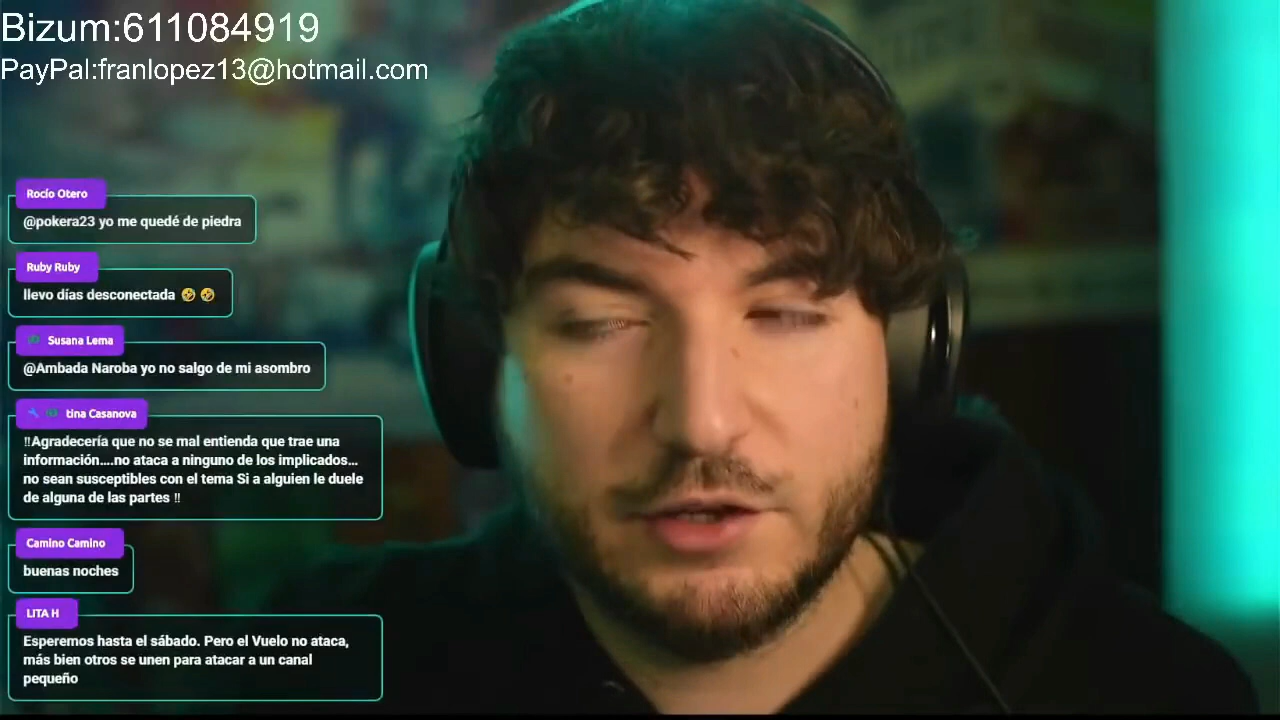 Bizum:611084919
PayPal:franlopez13@hotmail.com
Rocío Otero
@pokera23 yo me quedé de piedra
Ruby Ruby
llevo días desconectada 🤣 🤣
Susana Lema
@Ambada Naroba yo no salgo de mi asombro
tina Casanova
‼Agradecería que no se mal entienda que trae una
información....no ataca a ninguno de los implicados...
no sean susceptibles con el tema Si a alguien le duele
de alguna de las partes ‼
Camino Camino
buenas noches
LITA H
Esperemos hasta el sábado. Pero el Vuelo no ataca,
más bien otros se unen para atacar a un canal
pequeño